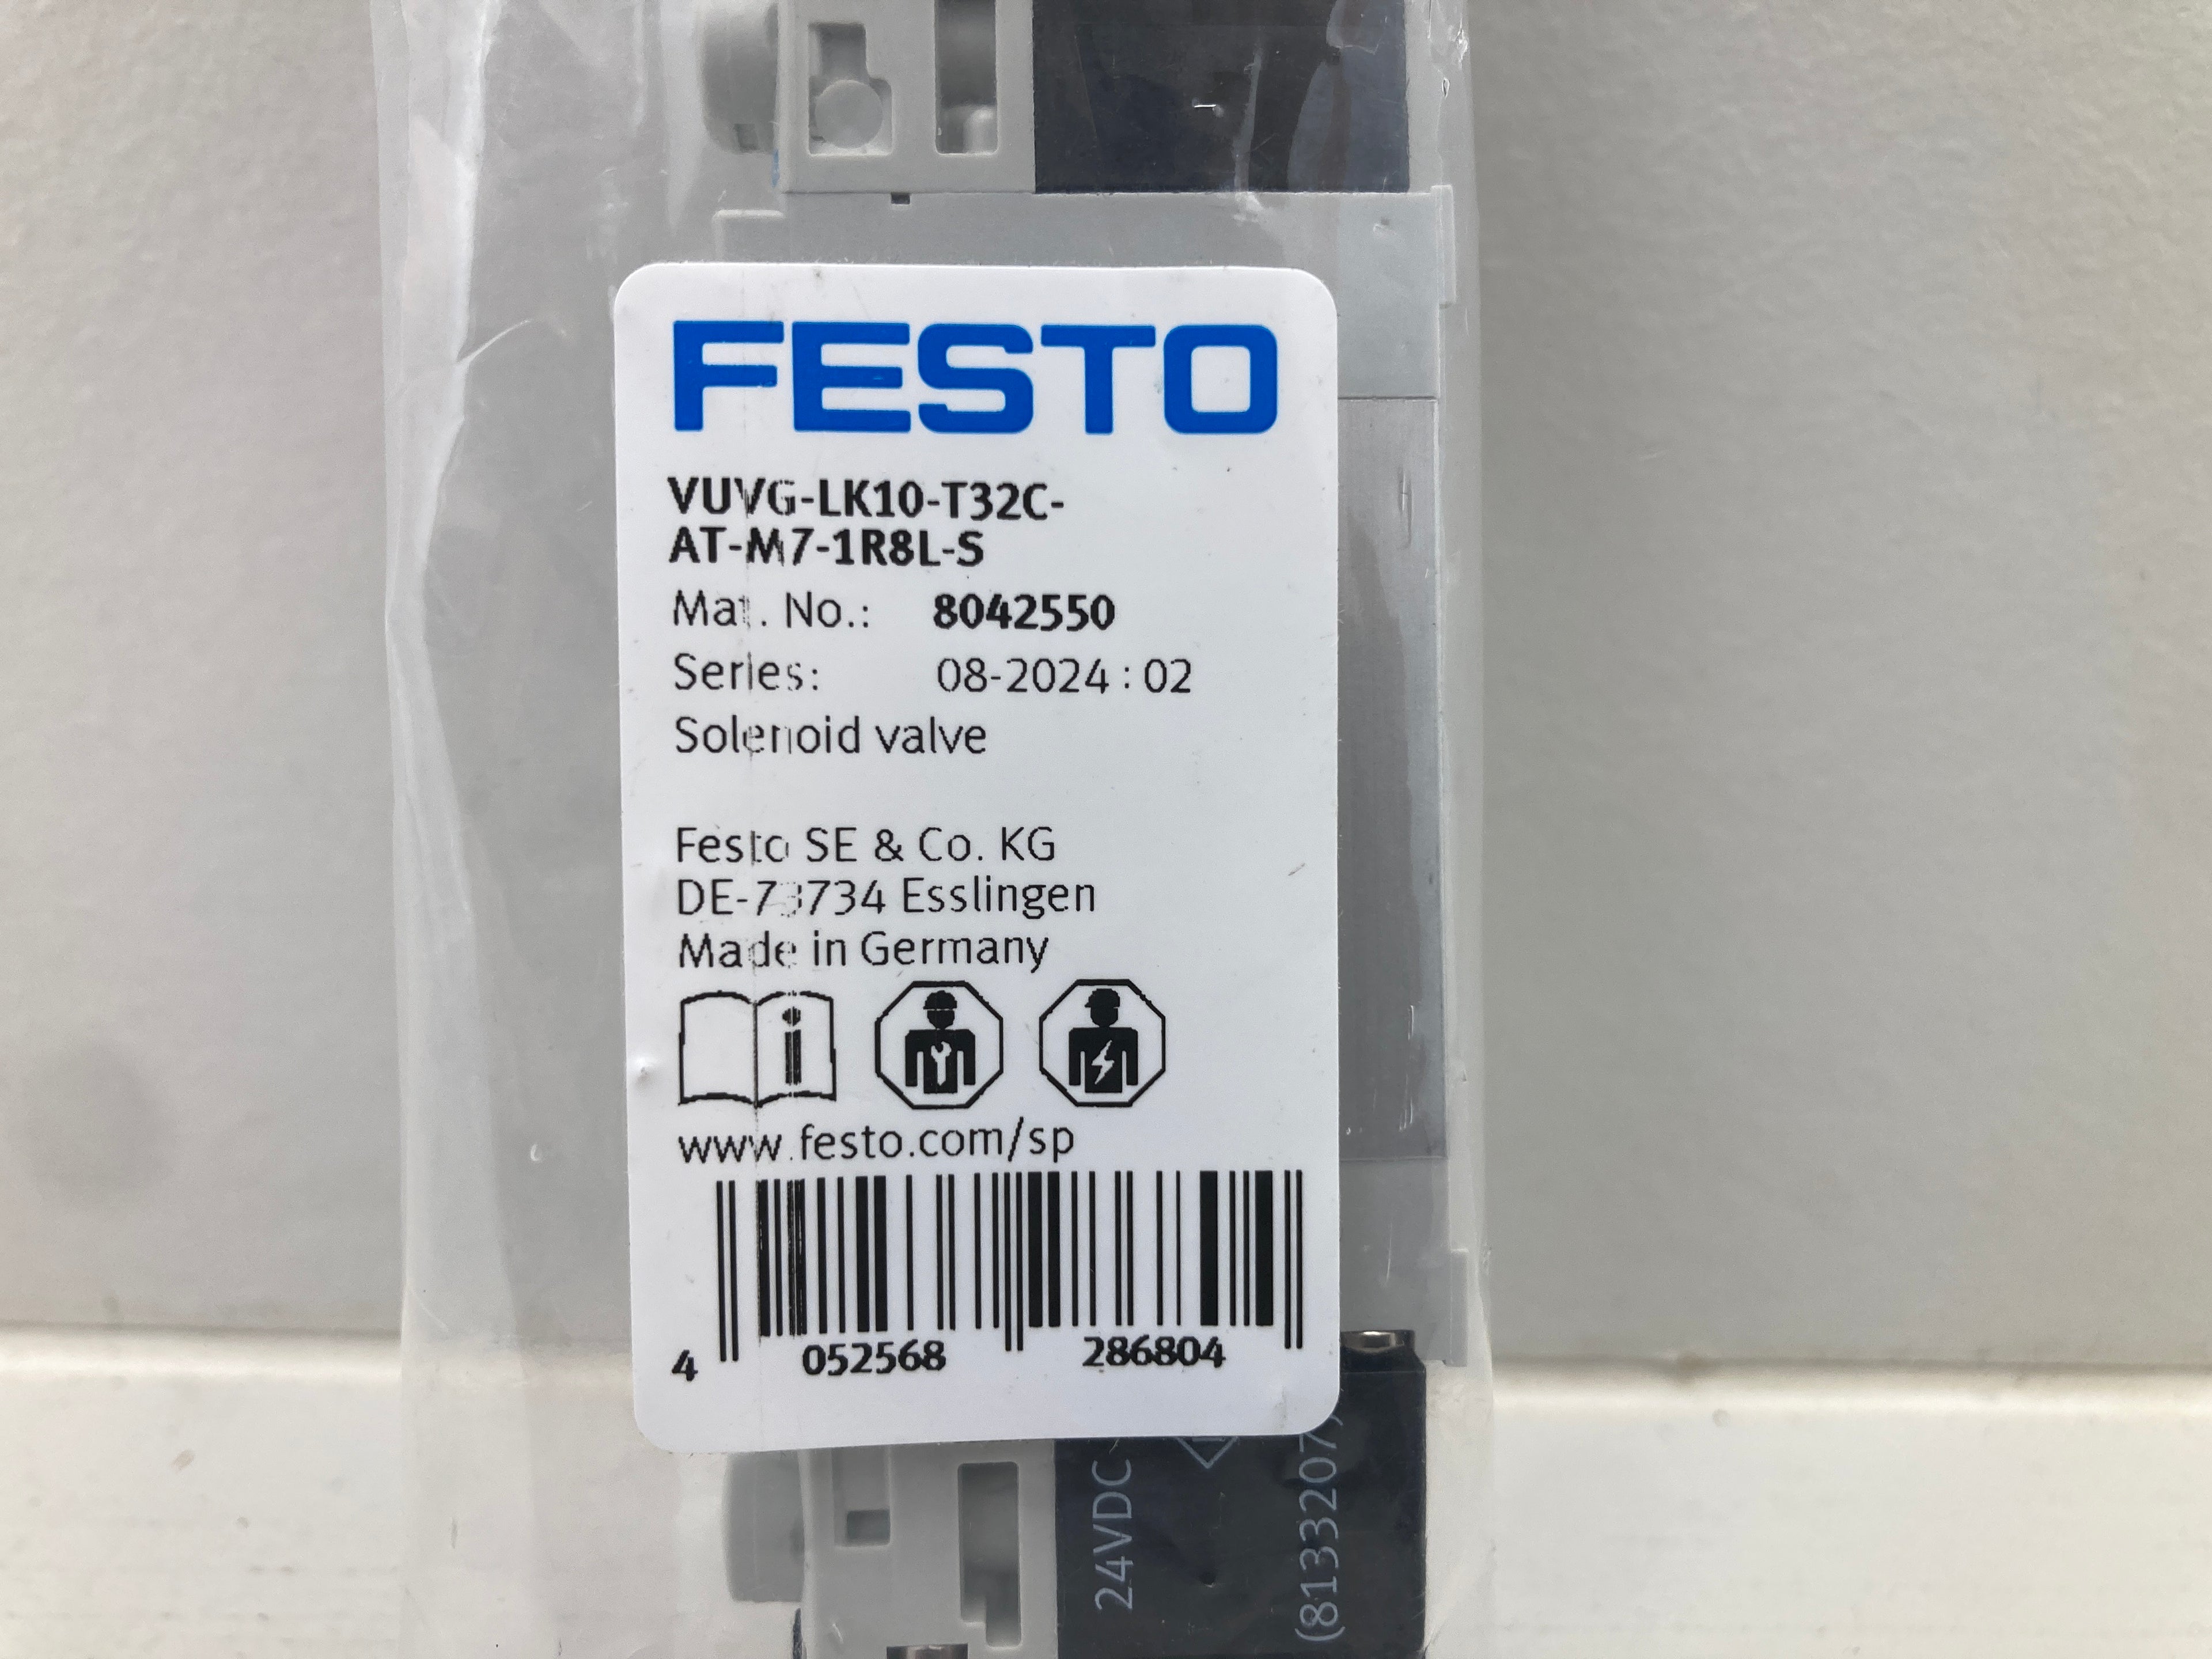 FESTO
VUVG-LK10-T32C-
AT-M7-1R8L-S
Mat. No.: 8042550
Series: 08-2024 : 02
Solenoid valve
Festo SE & Co. KG
DE-73734 Esslingen
Made in Germany
i
www.festo.com/sp
4 052568 286804
24VDC
(8133207)